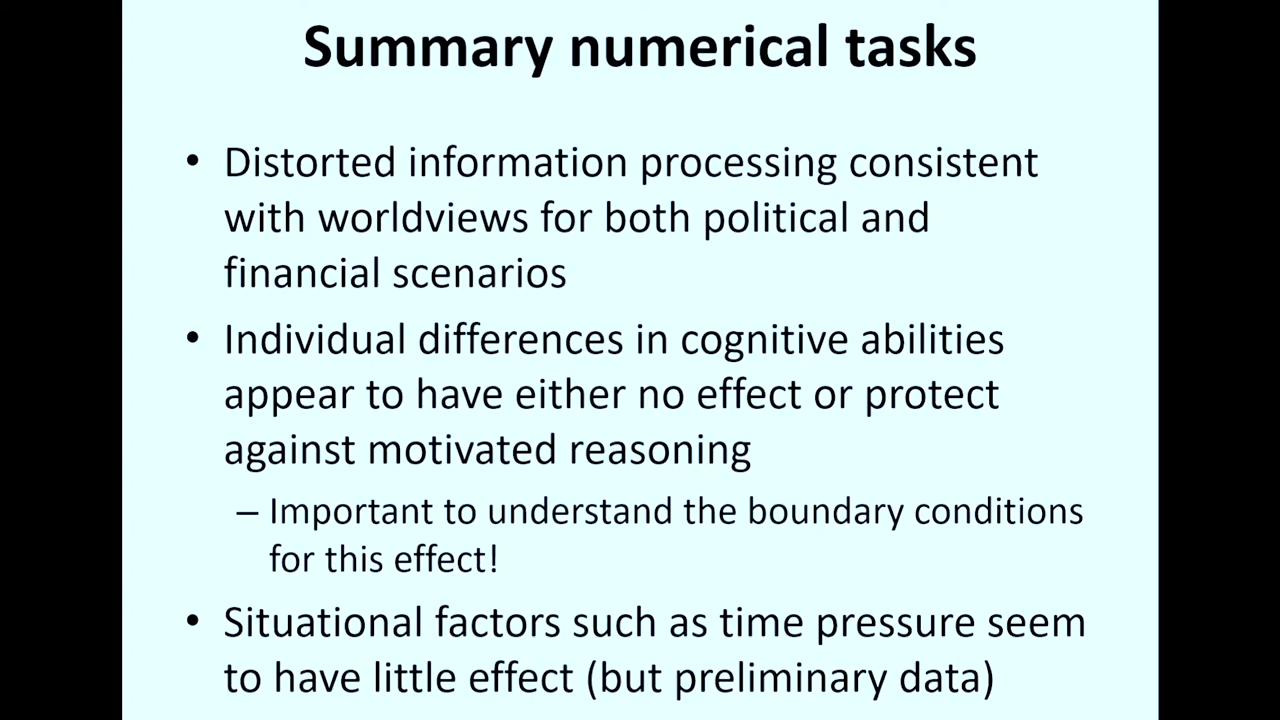 Summary numerical tasks
• Distorted information processing consistent
with worldviews for both political and
financial scenarios
• Individual differences in cognitive abilities
appear to have either no effect or protect
against motivated reasoning
– Important to understand the boundary conditions
for this effect!
• Situational factors such as time pressure seem
to have little effect (but preliminary data)